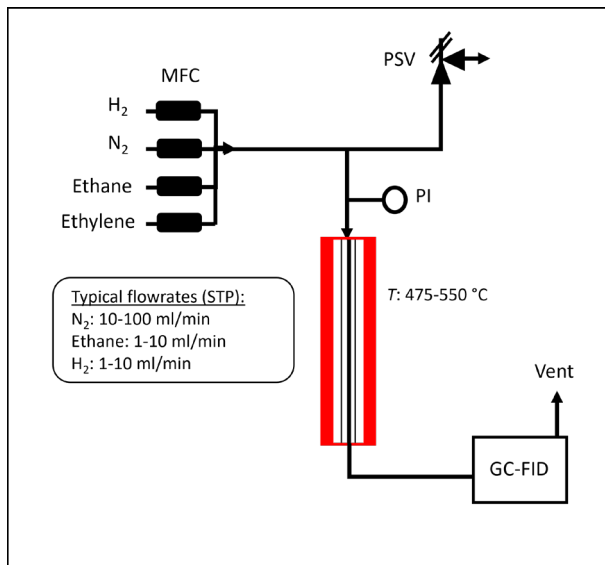 MFC
PSV
H₂
N₂
Ethane
Ethylene
PI
Typical flowrates (STP):
N₂: 10-100 ml/min
Ethane: 1-10 ml/min
H₂: 1-10 ml/min
T: 475-550 °C
Vent
GC-FID